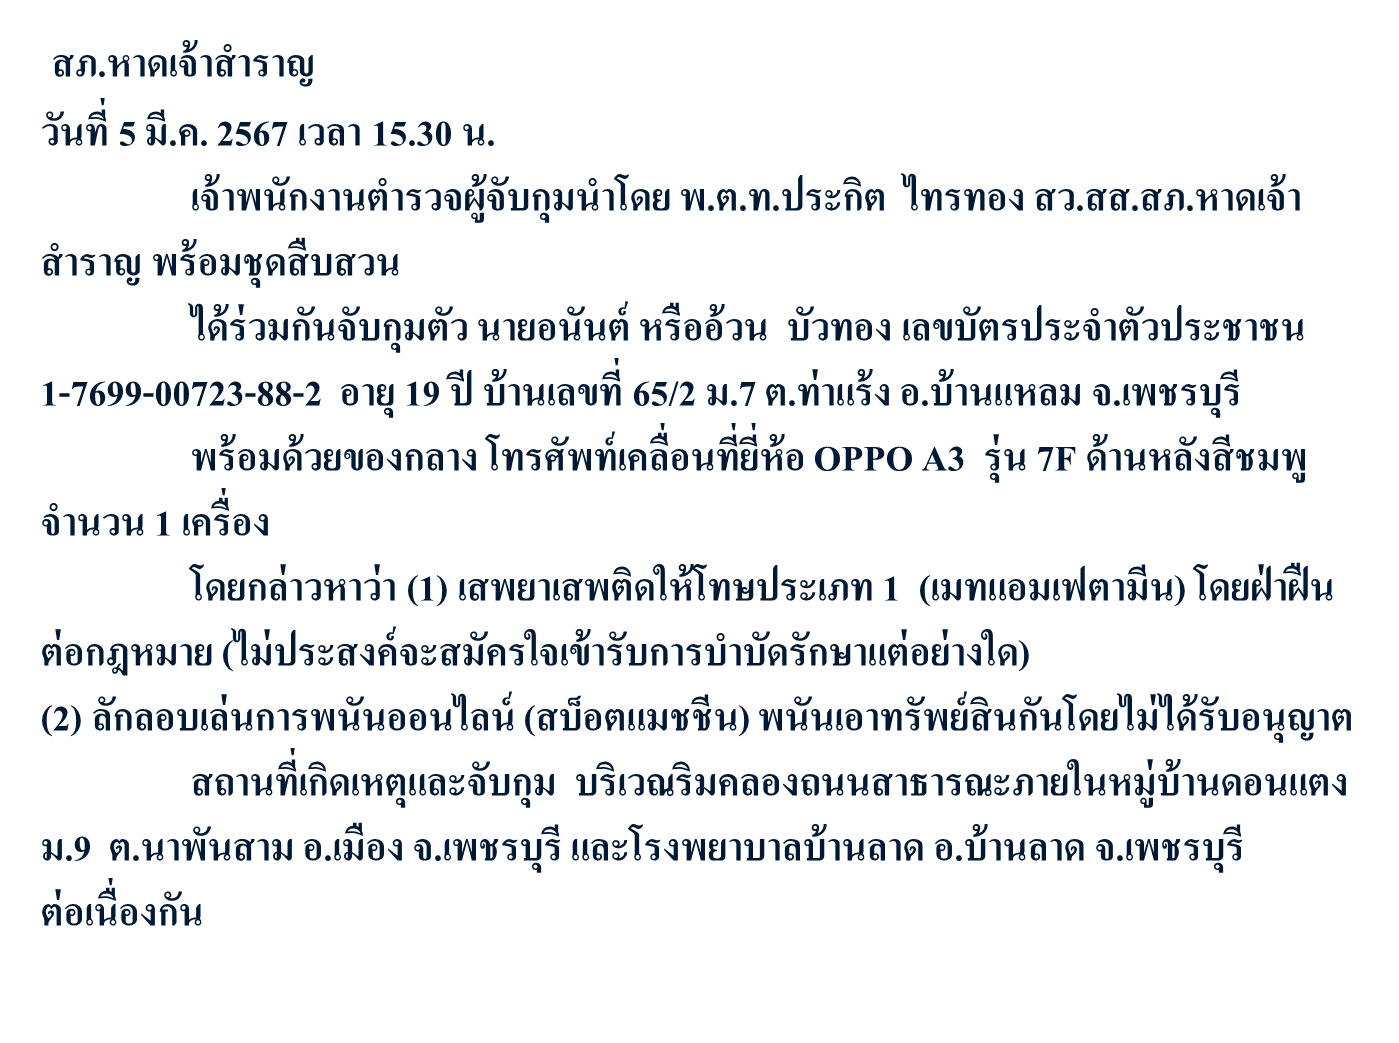 สภ.หาดเจ้าสำราญ
วันที่ 5 มี.ค. 2567 เวลา 15.30 น.
เจ้าพนักงานตำรวจผู้จับกุมนำโดย พ.ต.ท.ประกิต ไทรทอง สว.สส.สภ.หาดเจ้า
สำราญ พร้อมชุดสืบสวน
ได้ร่วมกันจับกุมตัว นายอนันต์ หรืออ้วน บัวทอง เลขบัตรประจำตัวประชาชน
1-7699-00723-88-2 อายุ 19 ปี บ้านเลขที่ 65/2 ม.7 ต.ท่าแร้ง อ.บ้านแหลม จ.เพชรบุรี
พร้อมด้วยของกลาง โทรศัพท์เคลื่อนที่ยี่ห้อ OPPO A3 รุ่น 7F ด้านหลังสีชมพู
จำนวน 1 เครื่อง
โดยกล่าวหาว่า (1) เสพยาเสพติดให้โทษประเภท 1 (เมทแอมเฟตามีน) โดยฝ่าฝืน
ต่อกฎหมาย (ไม่ประสงค์จะสมัครใจเข้ารับการบำบัดรักษาแต่อย่างใด)
(2) ลักลอบเล่นการพนันออนไลน์ (สบ็อตแมชชีน) พนันเอาทรัพย์สินกันโดยไม่ได้รับอนุญาต
สถานที่เกิดเหตุและจับกุม บริเวณริมคลองถนนสาธารณะภายในหมู่บ้านดอนแตง
ม.9 ต.นาพันสาม อ.เมือง จ.เพชรบุรี และโรงพยาบาลบ้านลาด อ.บ้านลาด จ.เพชรบุรี
ต่อเนื่องกัน